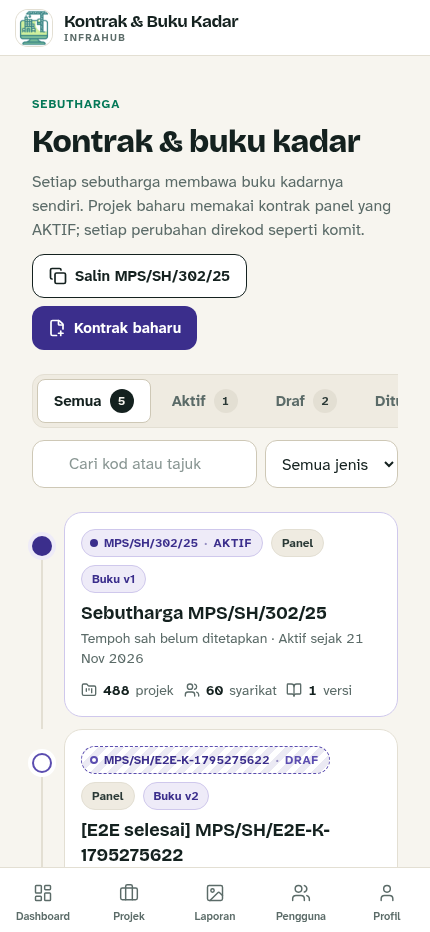 Kontrak & Buku Kadar
INFRAHUB
SEBUTHARGA
Kontrak & buku kadar
Setiap sebutharga membawa buku kadarnya
sendiri. Projek baharu memakai kontrak panel yang
AKTIF; setiap perubahan direkod seperti komit.
Salin MPS/SH/302/25
Kontrak baharu
Semua 5 Aktif 1 Draf 2
Cari kod atau tajuk Semua jenis
MPS/SH/302/25 · AKTIF Panel
Buku v1
Sebutharga MPS/SH/302/25
Tempoh sah belum ditetapkan · Aktif sejak 21
Nov 2026
488 projek 60 syarikat 1 versi
MPS/SH/E2E-K-1795275622 · DRAF
Panel Buku v2
[E2E selesai] MPS/SH/E2E-K-
1795275622
Dashboard Projek Laporan Pengguna Profil